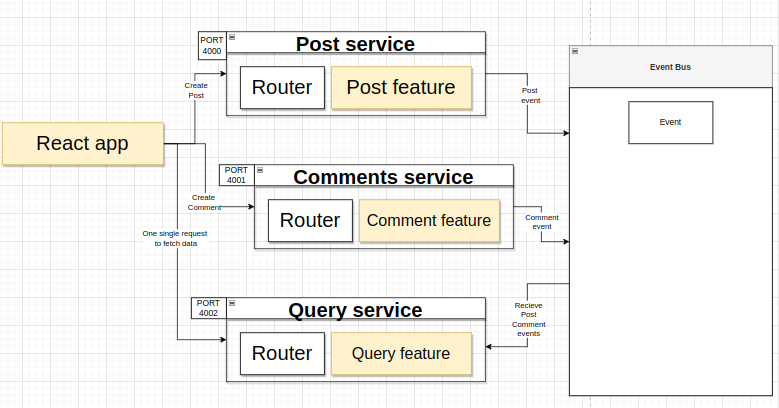 PORT
4000
Post service
Router
Post feature
Create
Post
Post
event
Event Bus
Event
React app
PORT
4001
Comments service
Router
Comment feature
Create
Comment
Comment
event
One single request
to fetch data
PORT
4002
Query service
Router
Query feature
Recieve
Post
Comment
events